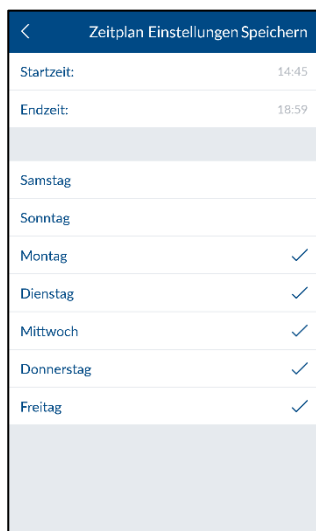 Zeitplan Einstellungen Speichern
Startzeit: 14:45
Endzeit: 18:59
Samstag
Sonntag
Montag
Dienstag
Mittwoch
Donnerstag
Freitag